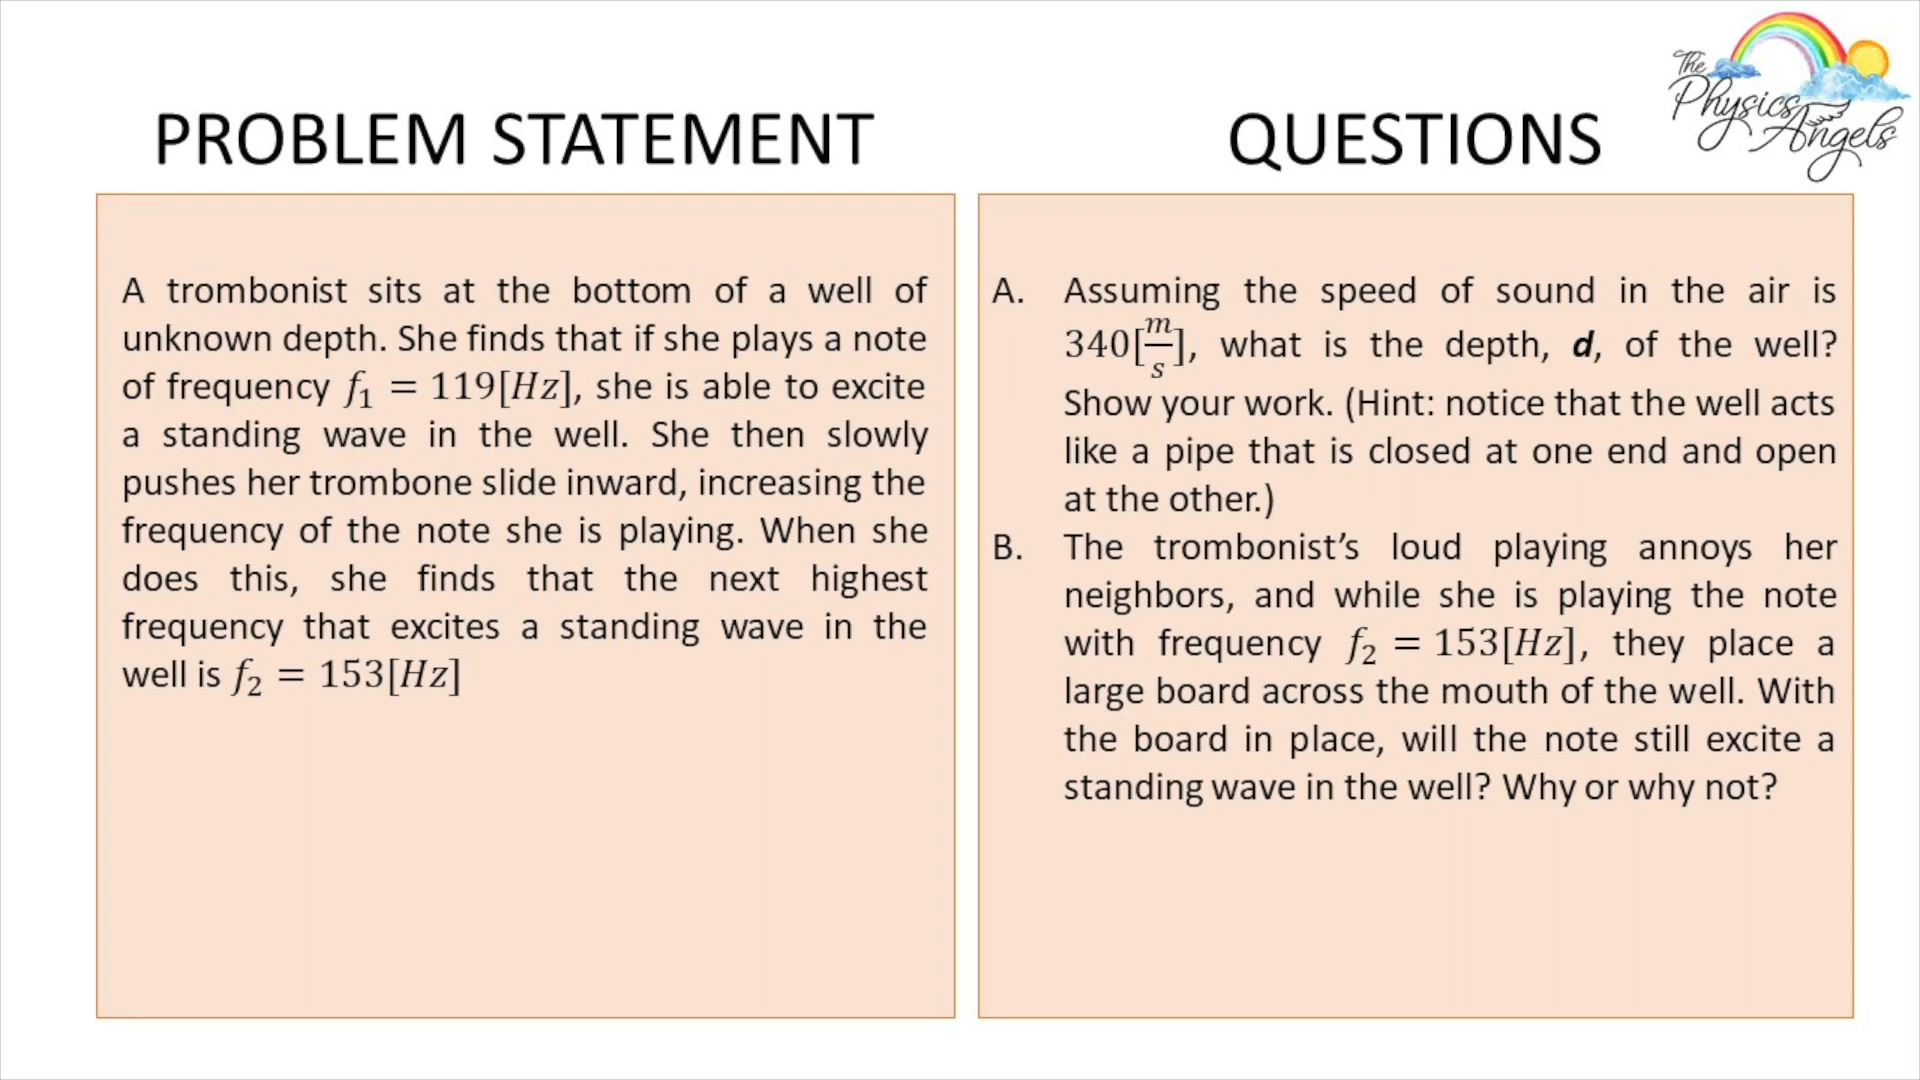 The
Physics
Angels
PROBLEM STATEMENT
QUESTIONS
A trombonist sits at the bottom of a well of
unknown depth. She finds that if she plays a note
of frequency f₁ = 119[Hz], she is able to excite
a standing wave in the well. She then slowly
pushes her trombone slide inward, increasing the
frequency of the note she is playing. When she
does this, she finds that the next highest
frequency that excites a standing wave in the
well is f₂ = 153[Hz]
A. Assuming the speed of sound in the air is
340[m/s], what is the depth, d, of the well?
Show your work. (Hint: notice that the well acts
like a pipe that is closed at one end and open
at the other.)
B. The trombonist’s loud playing annoys her
neighbors, and while she is playing the note
with frequency f₂ = 153[Hz], they place a
large board across the mouth of the well. With
the board in place, will the note still excite a
standing wave in the well? Why or why not?